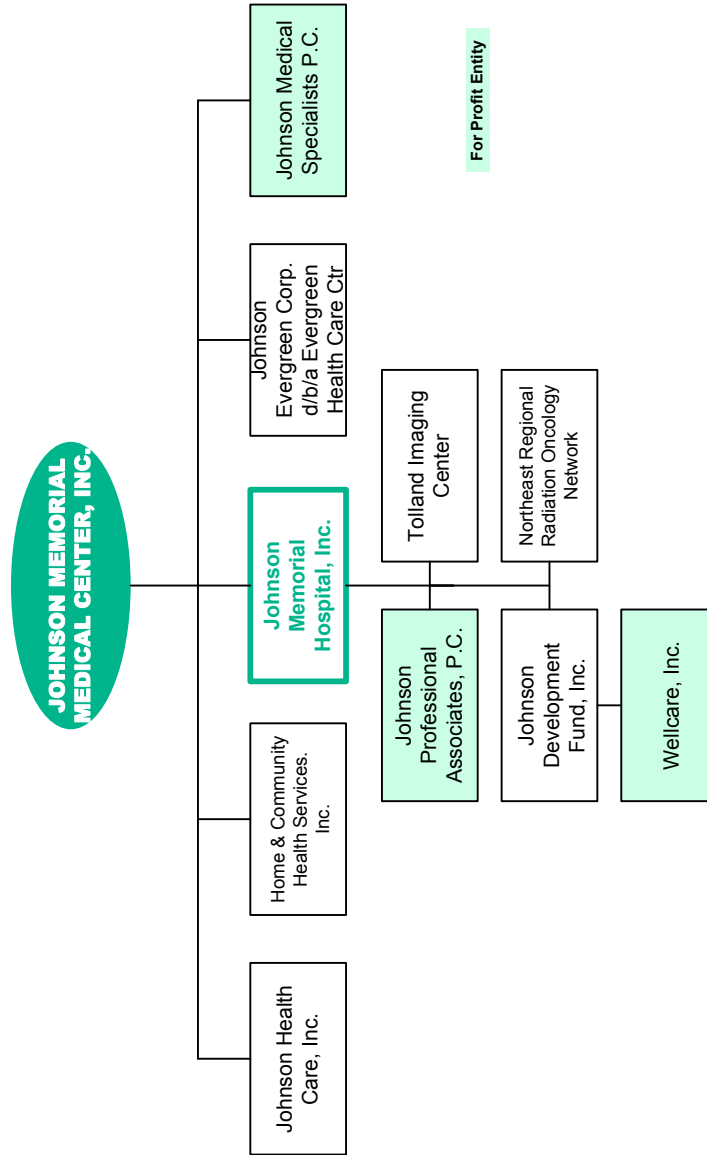 JOHNSON MEMORIAL
MEDICAL CENTER, INC.
Johnson Health
Care, Inc.
Home & Community
Health Services.
Inc.
Johnson
Memorial
Hospital, Inc.
Johnson
Evergreen Corp.
d/b/a Evergreen
Health Care Ctr
Johnson Medical
Specialists P.C.
Johnson
Professional
Associates, P.C.
Tolland Imaging
Center
Johnson
Development
Fund, Inc.
Northeast Regional
Radiation Oncology
Network
Wellcare, Inc.
For Profit Entity